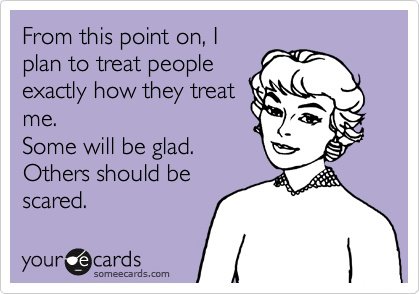 From this point on, I
plan to treat people
exactly how they treat
me.
Some will be glad.
Others should be
scared.
your e cards
someecards.com